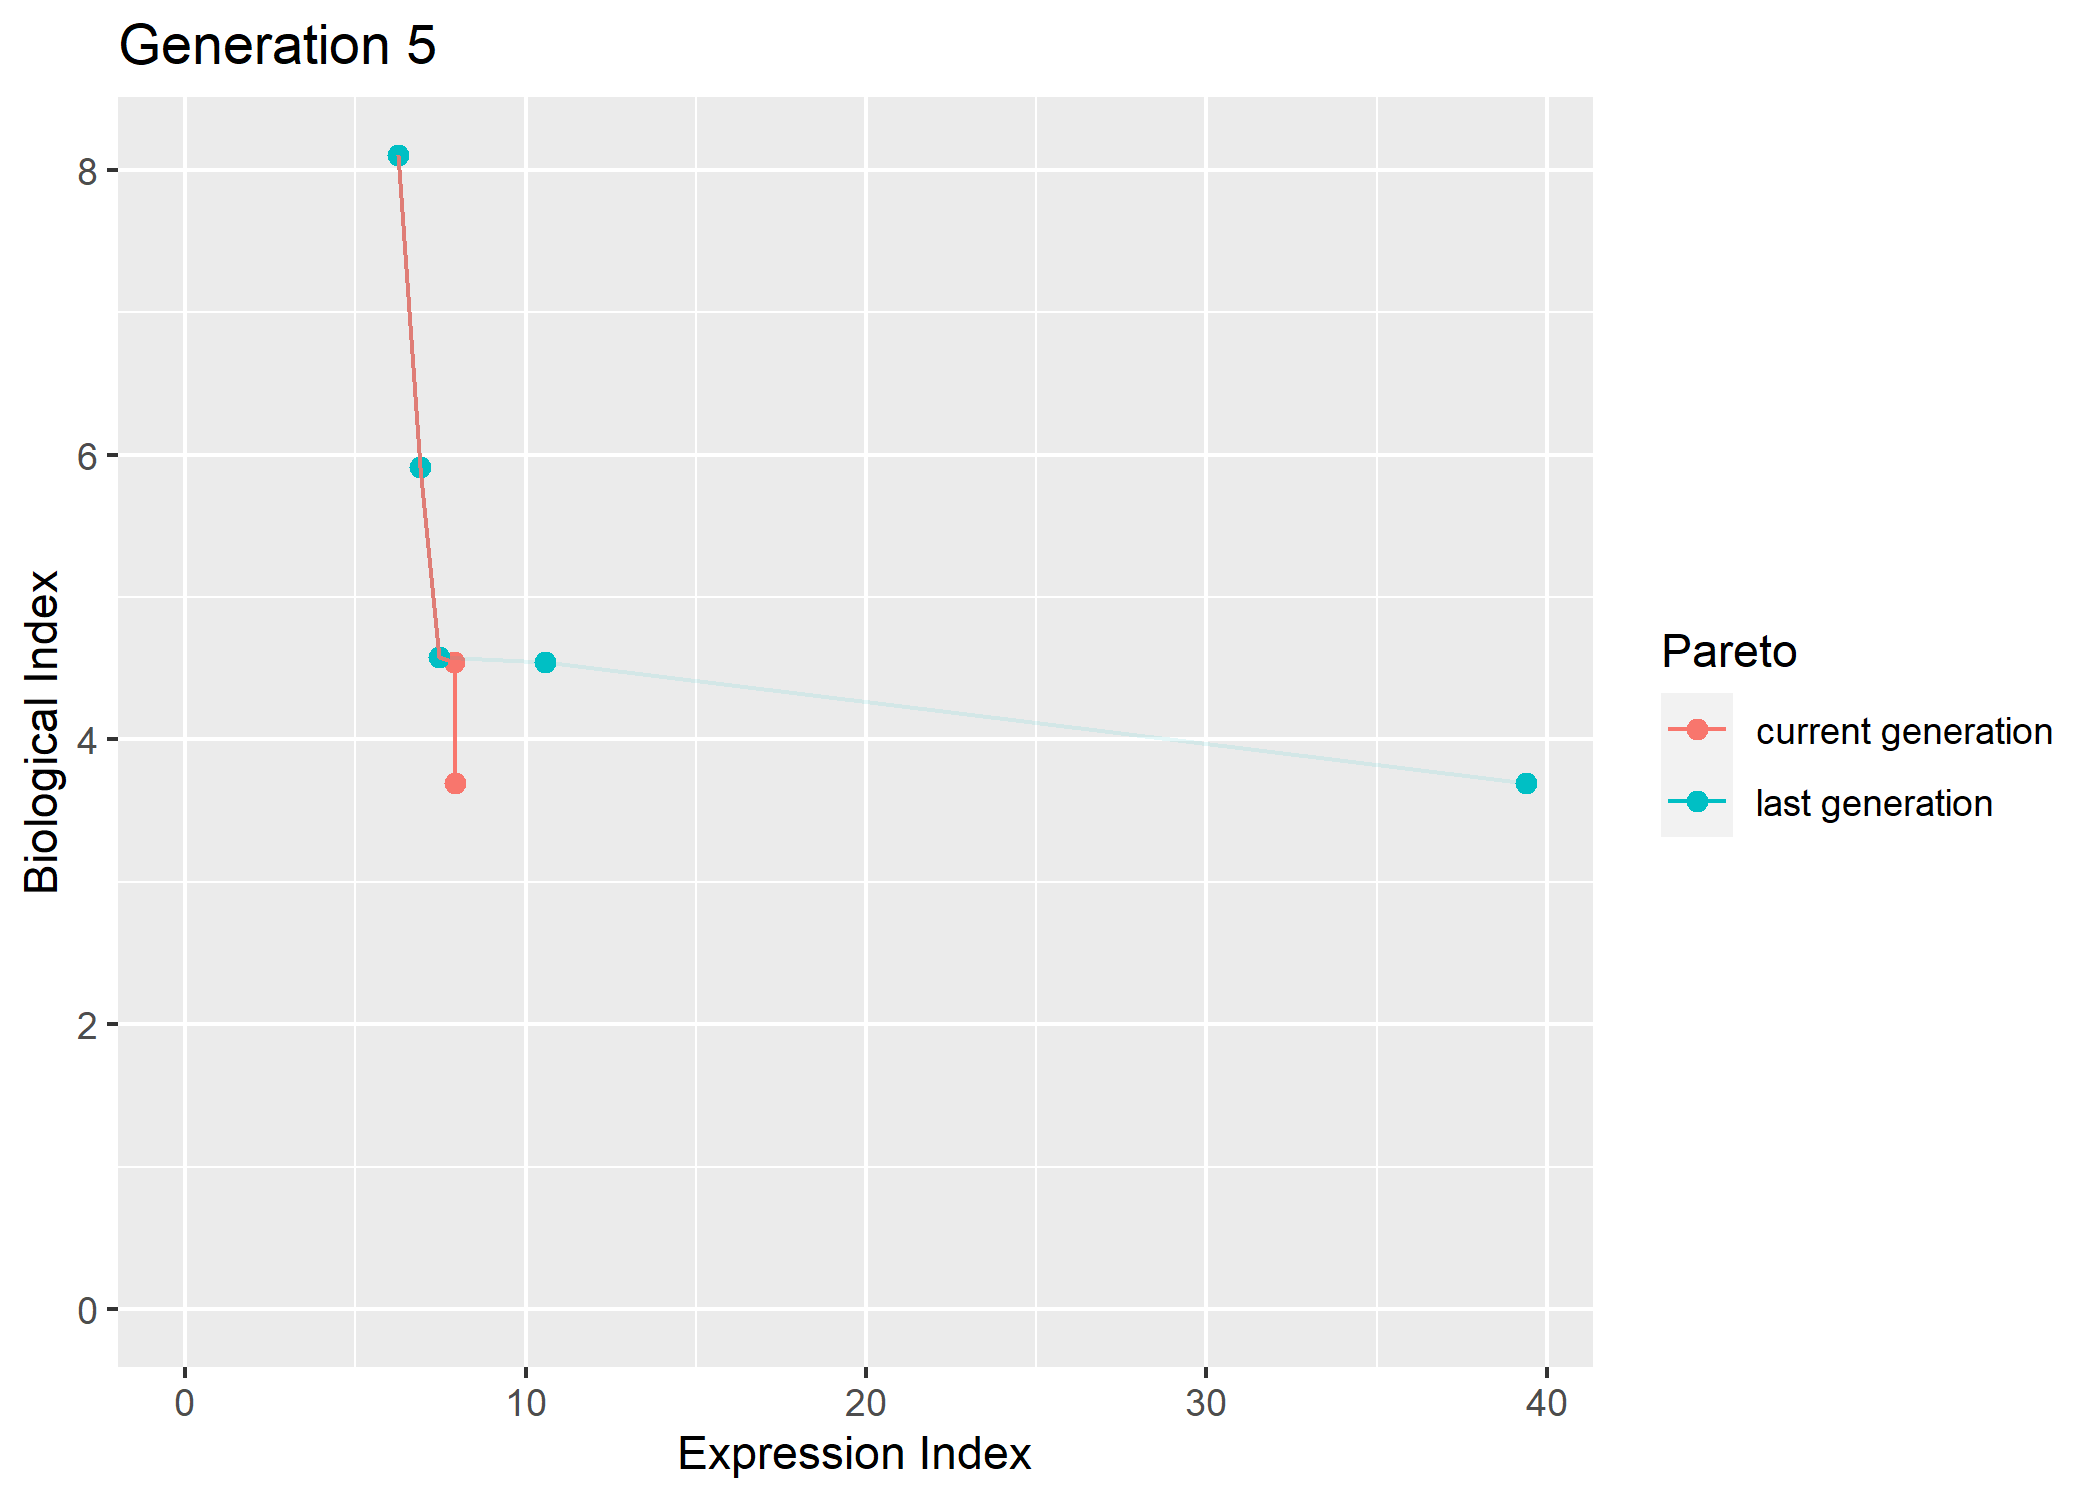 Generation 5
8
6
4
2
0
Biological Index
0
10
20
30
40
Expression Index
Pareto
current generation
last generation